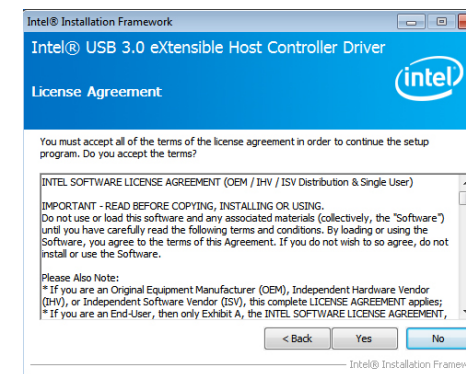 Intel® Installation Framework
Intel® USB 3.0 eXtensible Host Controller Driver
License Agreement
intel
You must accept all of the terms of the license agreement in order to continue the setup
program. Do you accept the terms?
INTEL SOFTWARE LICENSE AGREEMENT (OEM / IHV / ISV Distribution & Single User)
IMPORTANT - READ BEFORE COPYING, INSTALLING OR USING.
Do not use or load this software and any associated materials (collectively, the "Software")
until you have carefully read the following terms and conditions. By loading or using the
Software, you agree to the terms of this Agreement. If you do not wish to so agree, do not
install or use the Software.
Please Also Note:
* If you are an Original Equipment Manufacturer (OEM), Independent Hardware Vendor
(IHV), or Independent Software Vendor (ISV), this complete LICENSE AGREEMENT applies;
* If you are an End-User, then only Exhibit A, the INTEL SOFTWARE LICENSE AGREEMENT,
< Back Yes No
Intel® Installation